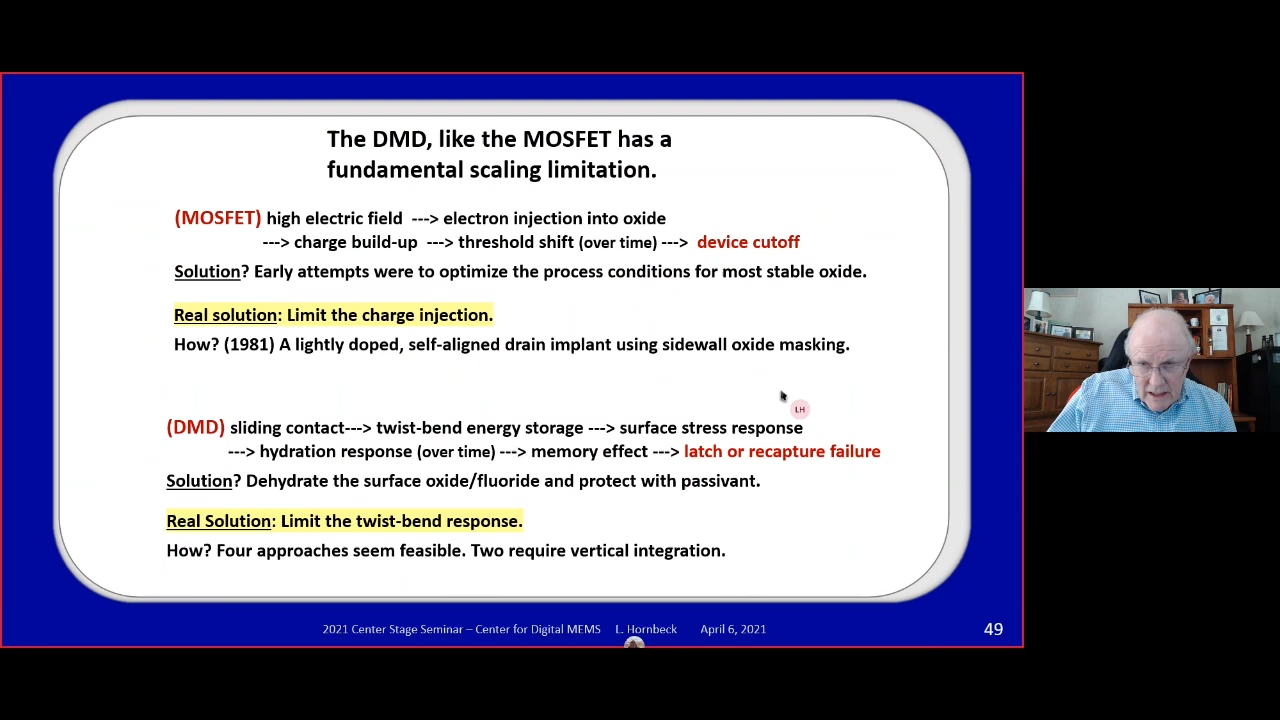 The DMD, like the MOSFET has a
fundamental scaling limitation.
(MOSFET) high electric field ---> electron injection into oxide
---> charge build-up ---> threshold shift (over time) ---> device cutoff
Solution? Early attempts were to optimize the process conditions for most stable oxide.
Real solution: Limit the charge injection.
How? (1981) A lightly doped, self-aligned drain implant using sidewall oxide masking.
LH
(DMD) sliding contact---> twist-bend energy storage ---> surface stress response
---> hydration response (over time) ---> memory effect ---> latch or recapture failure
Solution? Dehydrate the surface oxide/fluoride and protect with passivant.
Real Solution: Limit the twist-bend response.
How? Four approaches seem feasible. Two require vertical integration.
2021 Center Stage Seminar – Center for Digital MEMS L. Hornbeck April 6, 2021
49